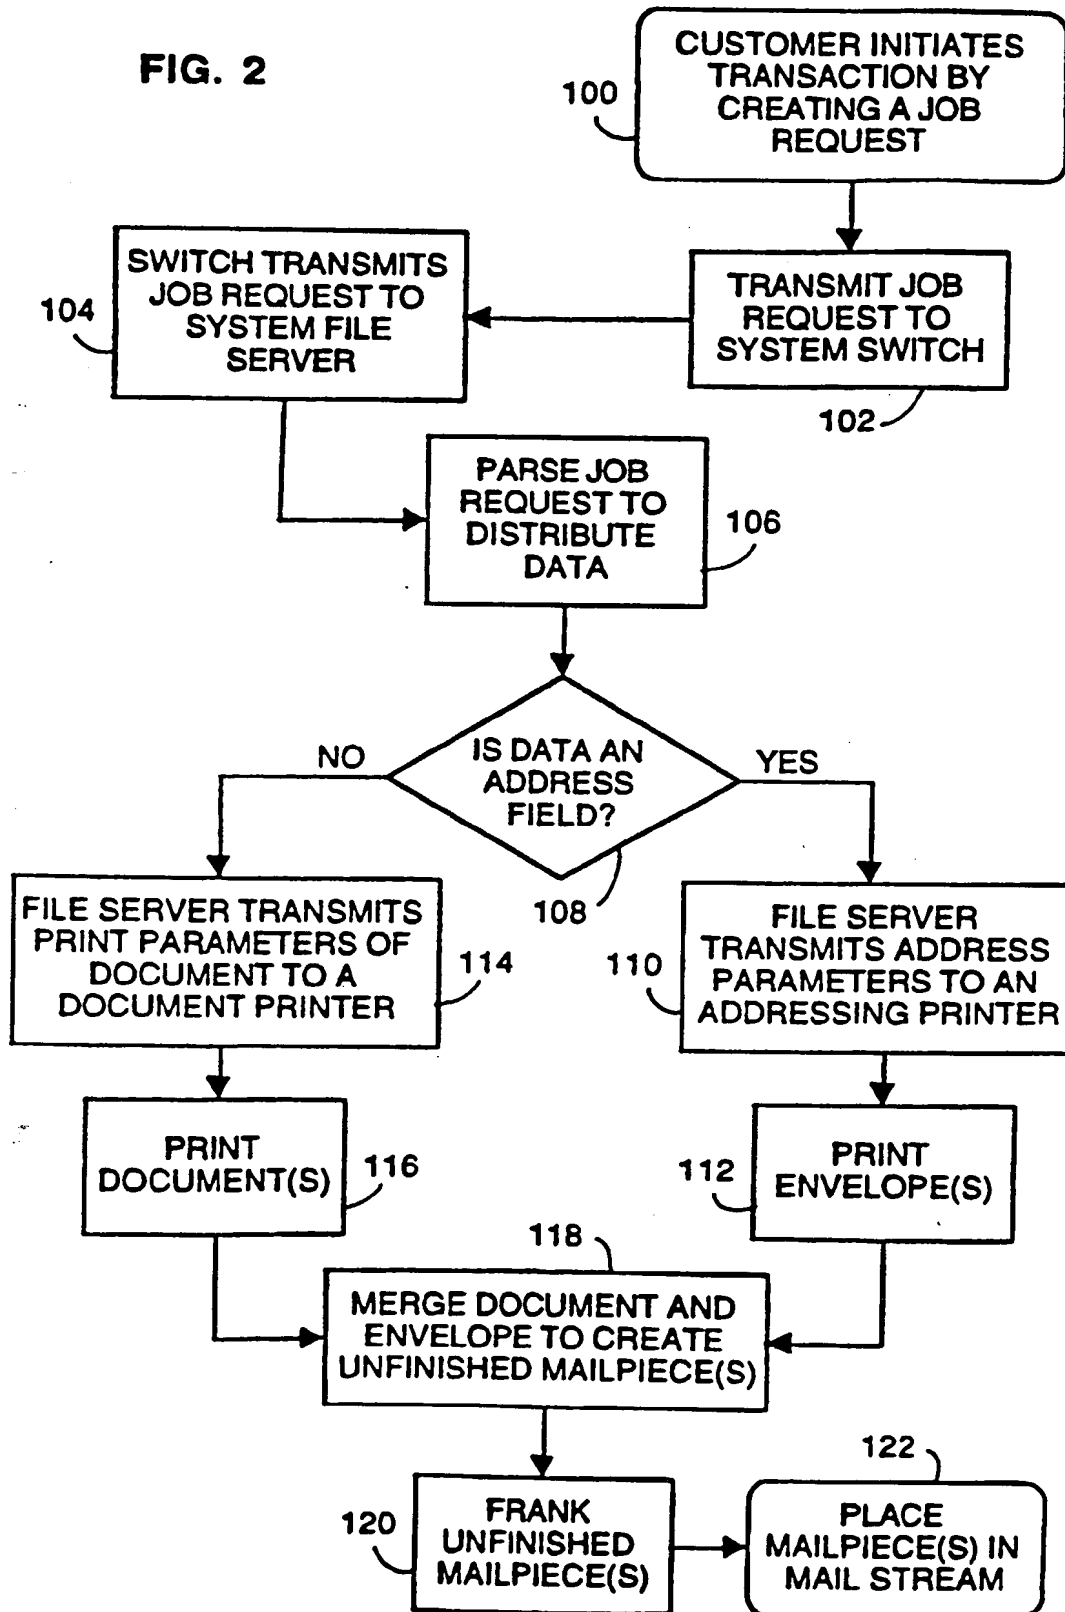 FIG. 2
CUSTOMER INITIATES
TRANSACTION BY
CREATING A JOB
REQUEST
100
TRANSMIT JOB
REQUEST TO
SYSTEM SWITCH
102
SWITCH TRANSMITS
JOB REQUEST TO
SYSTEM FILE
SERVER
104
PARSE JOB
REQUEST TO
DISTRIBUTE
DATA
106
IS DATA AN
ADDRESS
FIELD?
108
NO
YES
FILE SERVER TRANSMITS
PRINT PARAMETERS OF
DOCUMENT TO A
DOCUMENT PRINTER
114
FILE SERVER
TRANSMITS ADDRESS
PARAMETERS TO AN
ADDRESSING PRINTER
110
PRINT
DOCUMENT(S)
116
PRINT
ENVELOPE(S)
112
118
MERGE DOCUMENT AND
ENVELOPE TO CREATE
UNFINISHED MAILPIECE(S)
FRANK
UNFINISHED
MAILPIECE(S)
120
122
PLACE
MAILPIECE(S) IN
MAIL STREAM